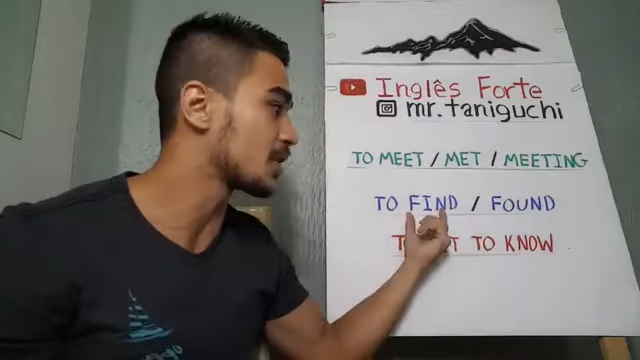 Inglês Forte
mr.taniguchi
TO MEET / MET / MEETING
TO FIND / FOUND
TO KNOW